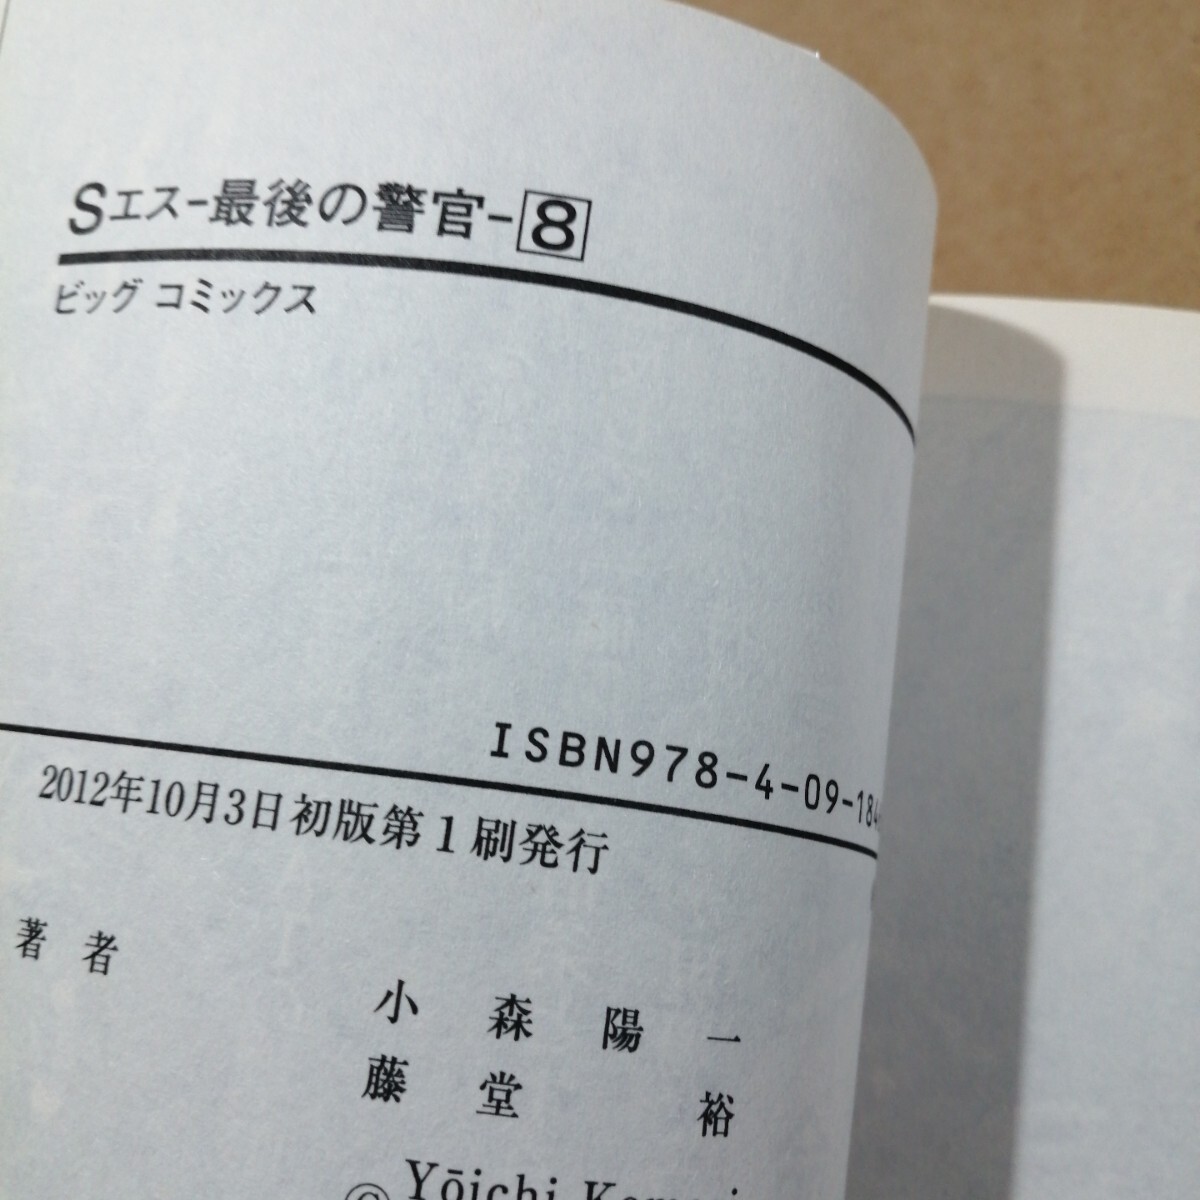 Sエス-最後の警官- 8
ビッグ コミックス
ISBN978-4-09-184
2012年10月3日初版第1刷発行
著者
小森陽一
藤堂裕
© Yōichi